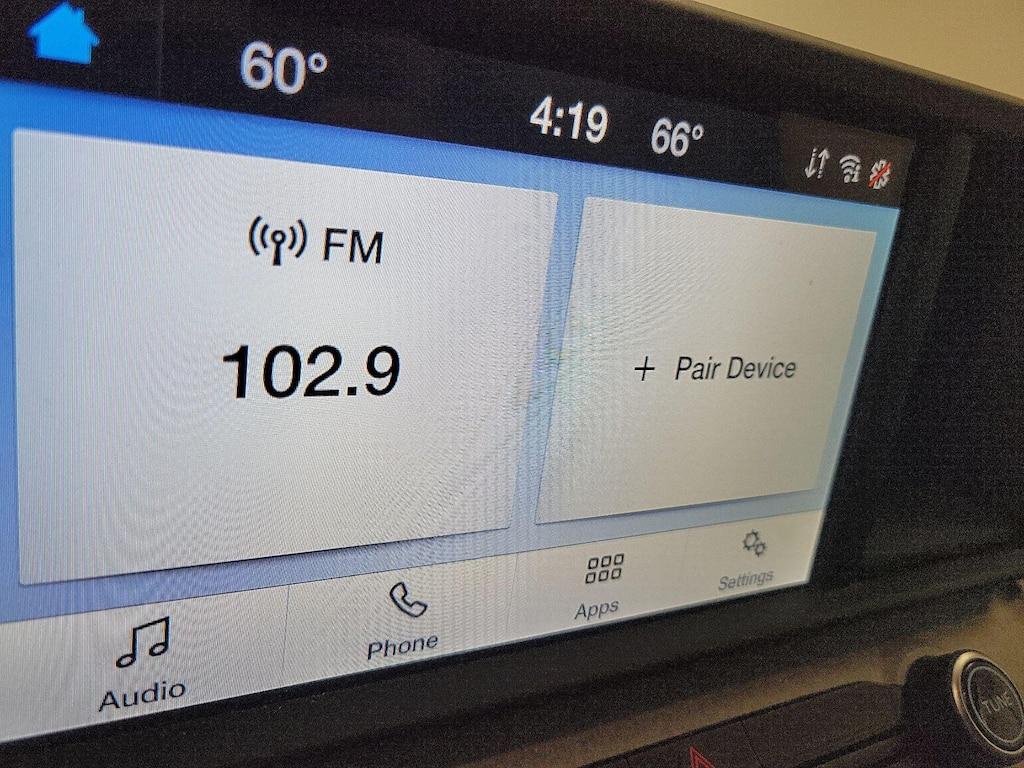 60°
4:19
66°
FM
102.9
+ Pair Device
Audio
Phone
Apps
Settings
TUNE